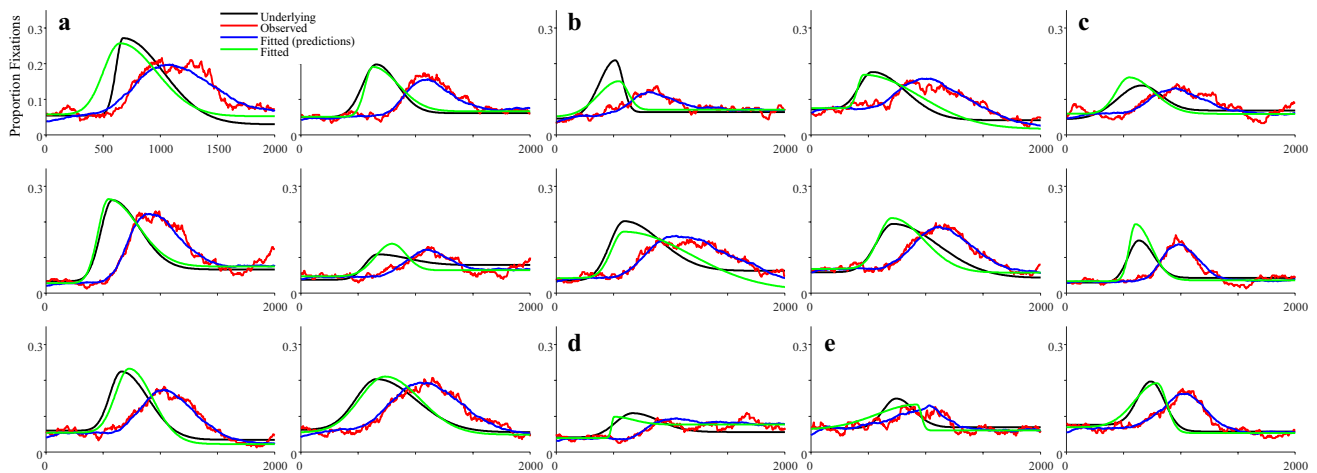 a
b
c
Underlying
Observed
Fitted (predictions)
Fitted
Proportion Fixations
0.3 0.3 0.3 0.3
0.2
0.1
0 0 0 0 0
0 500 1000 1500 2000 0 2000 0 2000 0 2000 0 2000
0.3 0.3 0.3 0.3 0.3
0 0 0 0 0
0 2000 0 2000 0 2000 0 2000 0 2000
d
e
0.3 0.3 0.3 0.3 0.3
0 0 0 0 0
0 2000 0 2000 0 2000 0 2000 0 2000